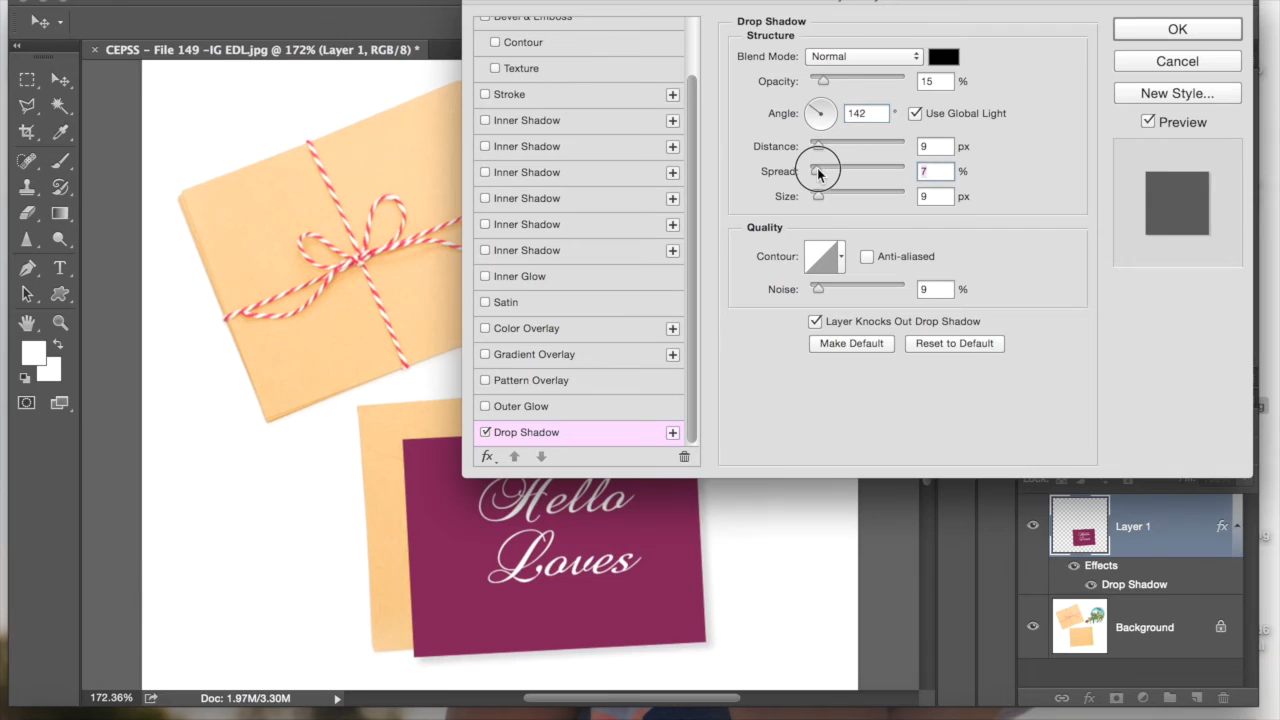 CEPSS – File 149 –IG EDL.jpg @ 172% (Layer 1, RGB/8) *
Bevel & Emboss
Contour
Texture
Stroke
Inner Shadow
Inner Shadow
Inner Shadow
Inner Shadow
Inner Shadow
Inner Shadow
Inner Glow
Satin
Color Overlay
Gradient Overlay
Pattern Overlay
Outer Glow
Drop Shadow
fx
Drop Shadow
Structure
Blend Mode: Normal
Opacity: 15 %
Angle: 142 ° Use Global Light
Distance: 9 px
Spread: 7 %
Size: 9 px
Quality
Contour: Anti-aliased
Noise: 9 %
Layer Knocks Out Drop Shadow
Make Default Reset to Default
OK
Cancel
New Style...
Preview
Hello
Loves
Layer 1 fx
Effects
Drop Shadow
Background
fx
172.36% Doc: 1.97M/3.30M